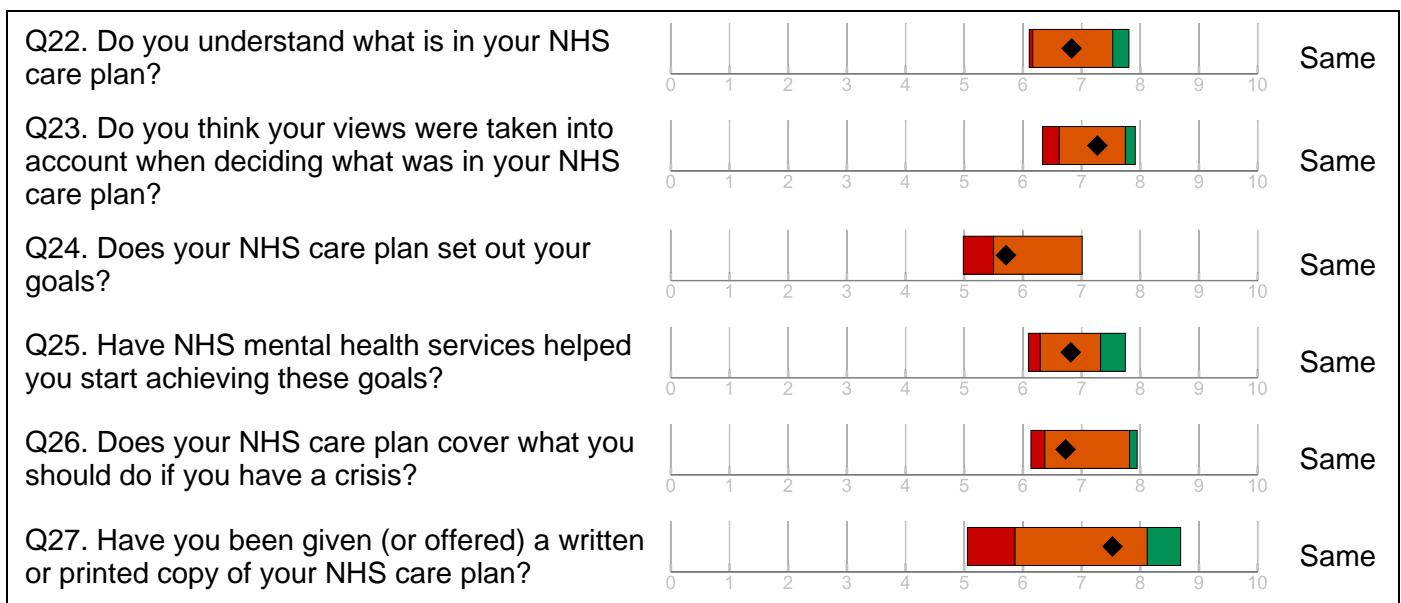 Q22. Do you understand what is in your NHS
care plan?
Same
0 1 2 3 4 5 6 7 8 9 10
Q23. Do you think your views were taken into
account when deciding what was in your NHS
care plan?
Same
0 1 2 3 4 5 6 7 8 9 10
Q24. Does your NHS care plan set out your
goals?
Same
0 1 2 3 4 5 6 7 8 9 10
Q25. Have NHS mental health services helped
you start achieving these goals?
Same
0 1 2 3 4 5 6 7 8 9 10
Q26. Does your NHS care plan cover what you
should do if you have a crisis?
Same
0 1 2 3 4 5 6 7 8 9 10
Q27. Have you been given (or offered) a written
or printed copy of your NHS care plan?
Same
0 1 2 3 4 5 6 7 8 9 10